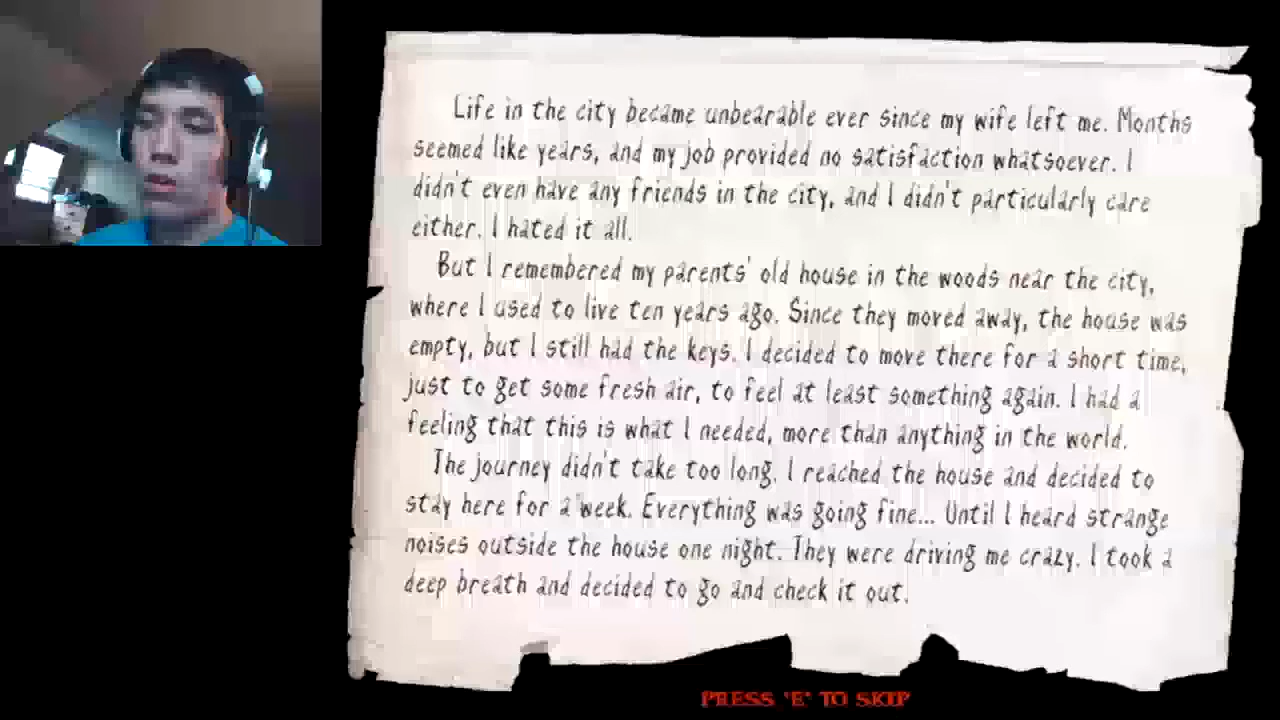 Life in the city became unbearable ever since my wife left me. Months
seemed like years, and my job provided no satisfaction whatsoever. I
didn't even have any friends in the city, and I didn't particularly care
either. I hated it all.
But I remembered my parents' old house in the woods near the city,
where I used to live ten years ago. Since they moved away, the house was
empty, but I still had the keys. I decided to move there for a short time,
just to get some fresh air, to feel at least something again. I had a
feeling that this is what I needed, more than anything in the world.
The journey didn't take too long. I reached the house and decided to
stay here for a week. Everything was going fine... Until I heard strange
noises outside the house one night. They were driving me crazy. I took a
deep breath and decided to go and check it out.
PRESS 'E' TO SKIP